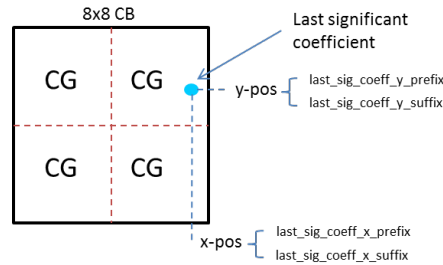 8x8 CB
Last significant
coefficient
CG CG
y-pos
last_sig_coeff_y_prefix
last_sig_coeff_y_suffix
CG CG
x-pos
last_sig_coeff_x_prefix
last_sig_coeff_x_suffix